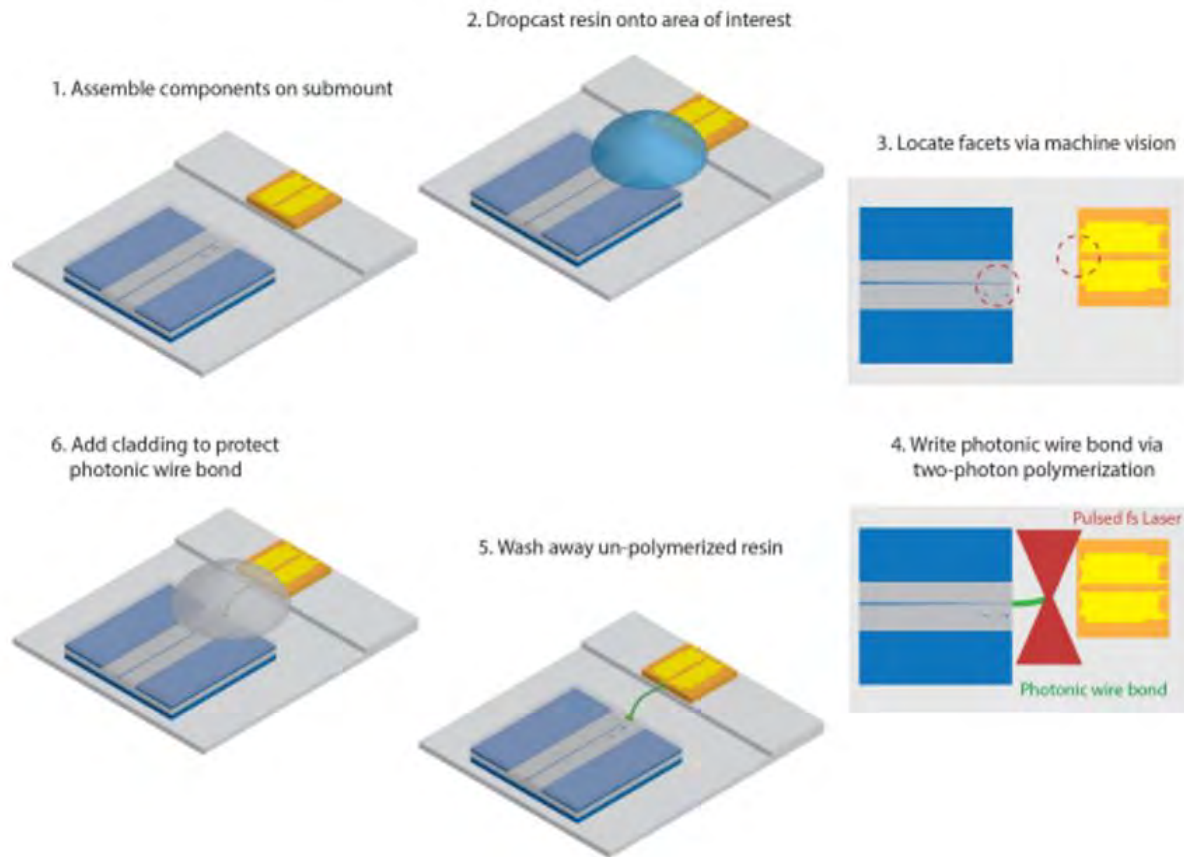 1. Assemble components on submount
2. Dropcast resin onto area of interest
3. Locate facets via machine vision
4. Write photonic wire bond via
two-photon polymerization
Pulsed fs Laser
Photonic wire bond
5. Wash away un-polymerized resin
6. Add cladding to protect
photonic wire bond